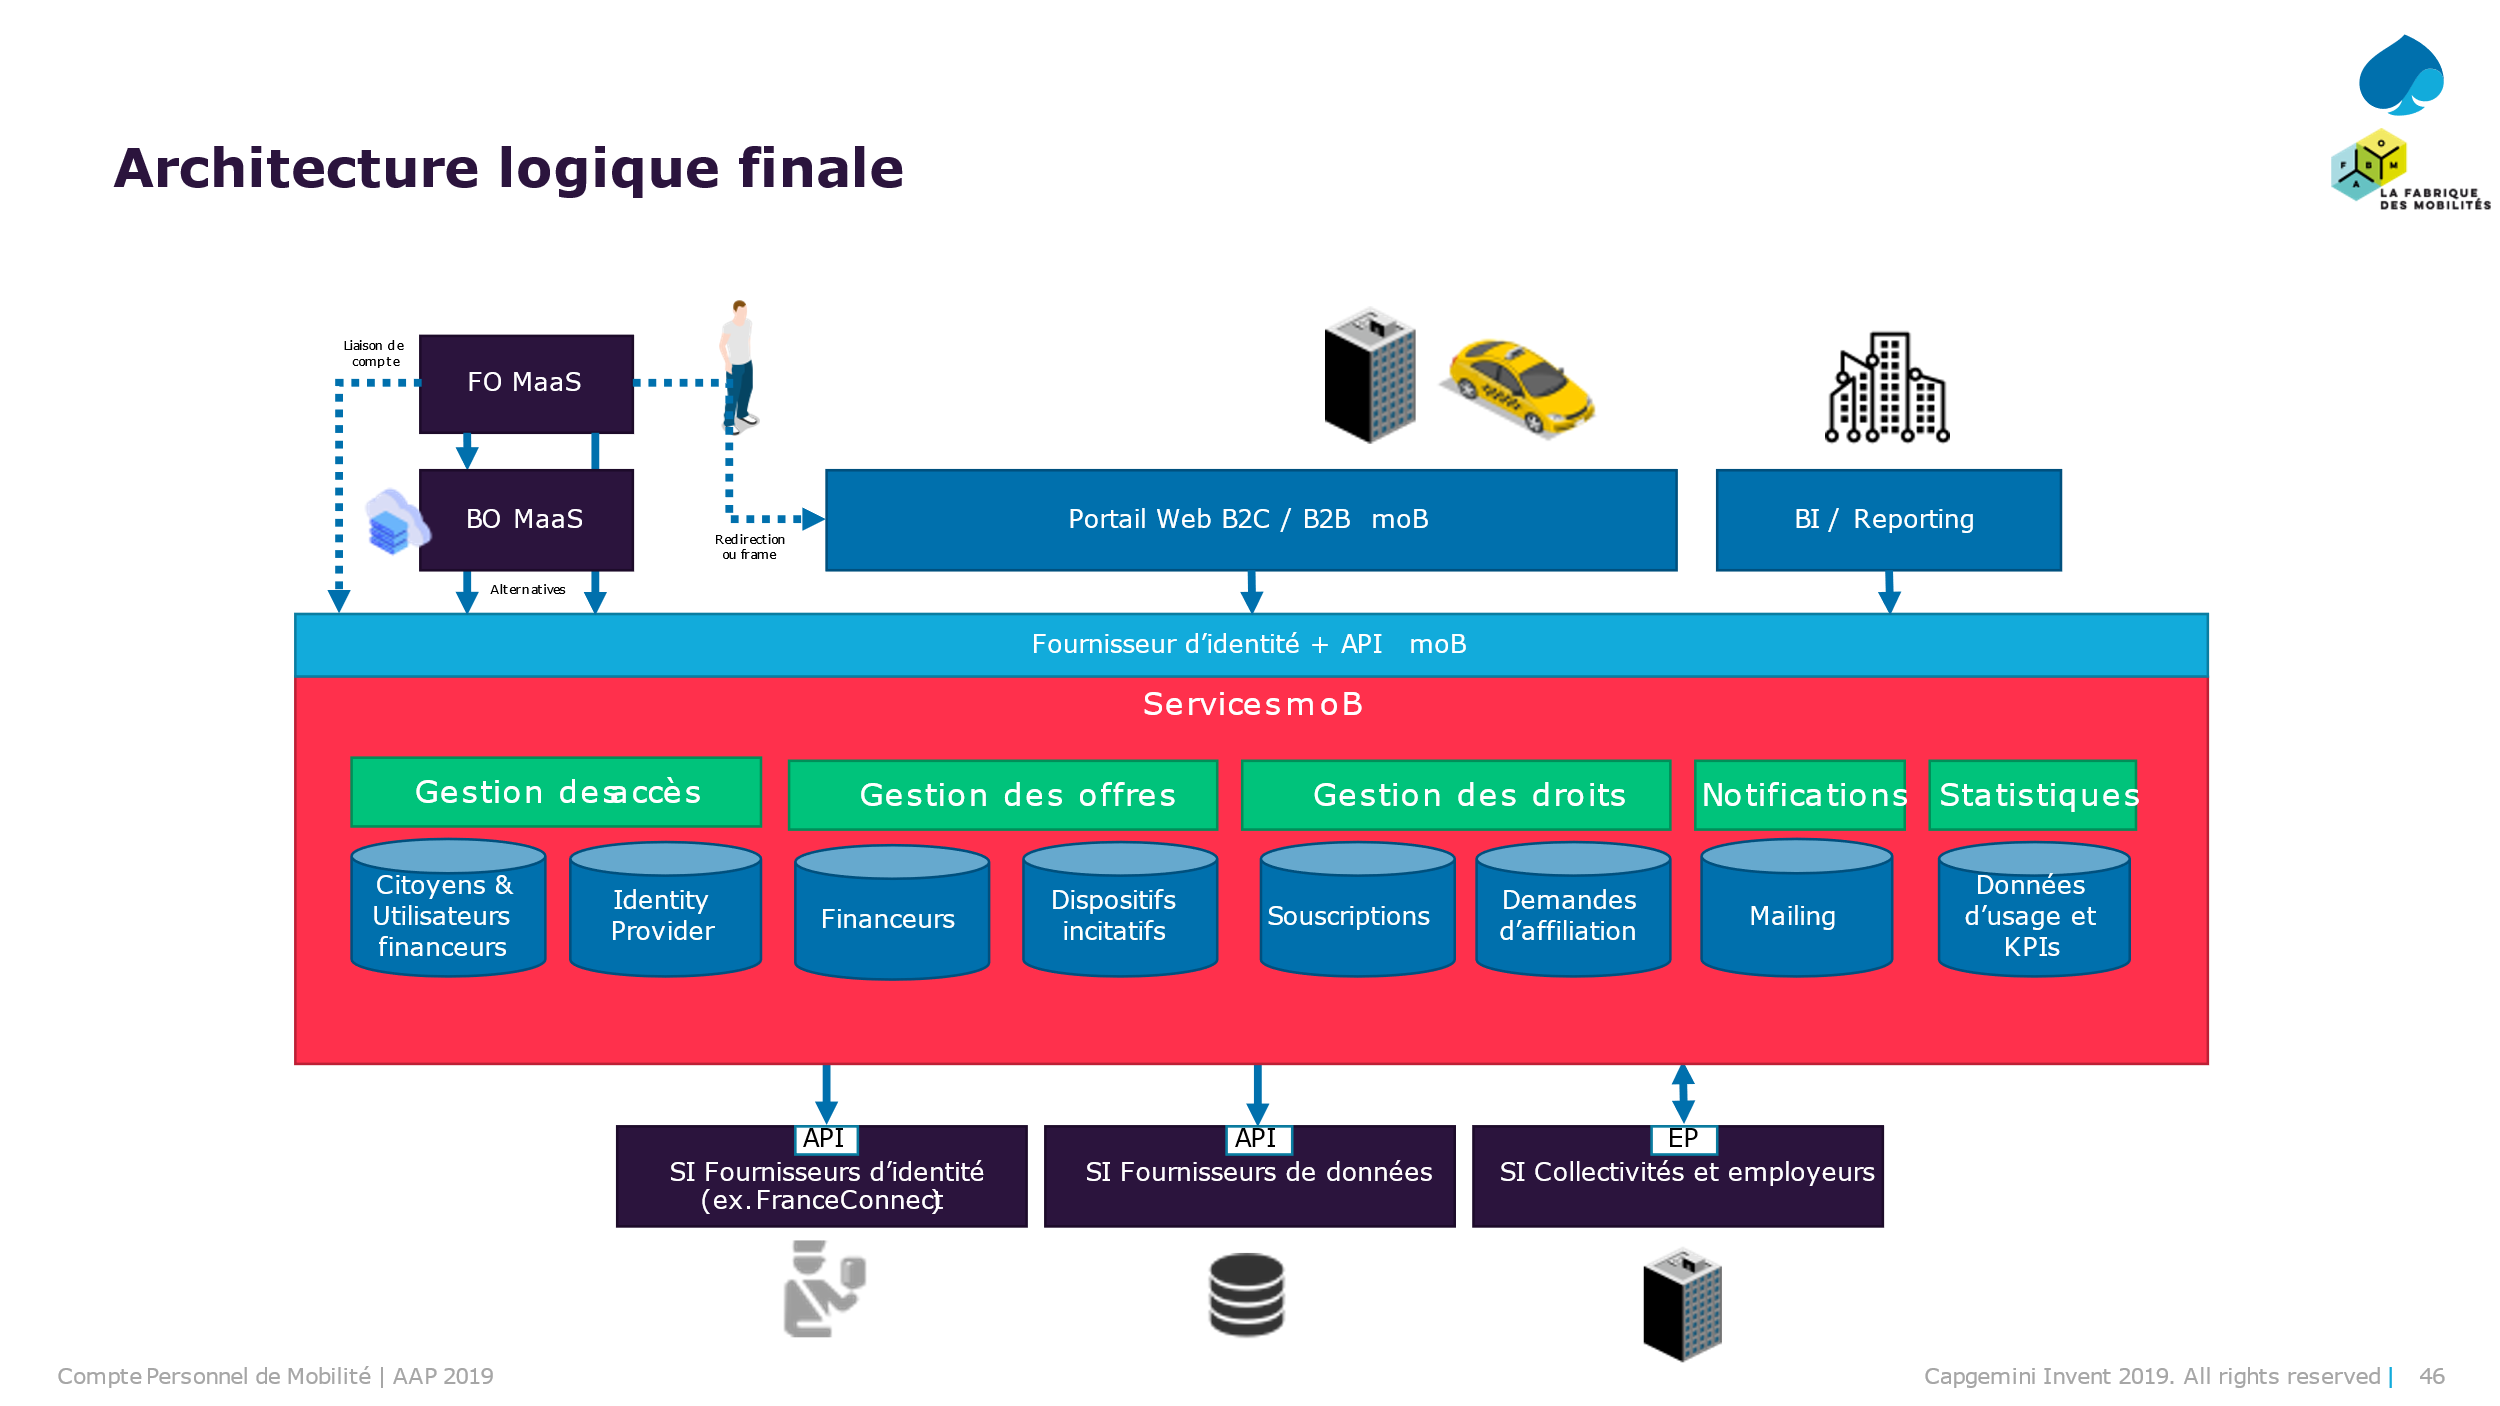 Architecture logique finale
F
B
O
M
A
LA FABRIQUE
DES MOBILITÉS
Liaison de
compte
FO MaaS
BO MaaS
Alternatives
Redirection
ou frame
Portail Web B2C / B2B moB
BI / Reporting
Fournisseur d’identité + API moB
Services moB
Gestion des accès
Gestion des offres
Gestion des droits
Notifications
Statistiques
Citoyens &
Utilisateurs
financeurs
Identity
Provider
Financeurs
Dispositifs
incitatifs
Souscriptions
Demandes
d’affiliation
Mailing
Données
d’usage et
KPIs
API
SI Fournisseurs d’identité
(ex. FranceConnect)
API
SI Fournisseurs de données
EP
SI Collectivités et employeurs
Compte Personnel de Mobilité | AAP 2019
Capgemini Invent 2019. All rights reserved | 46